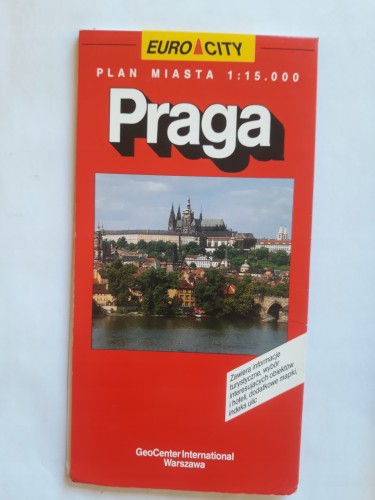 EURO CITY
PLAN MIASTA 1:15.000
Praga
Zawiera informacje
turystyczne, wybór
interesujących obiektów
i hoteli, dodatkowe mapki,
indeks ulic
GeoCenter International
Warszawa